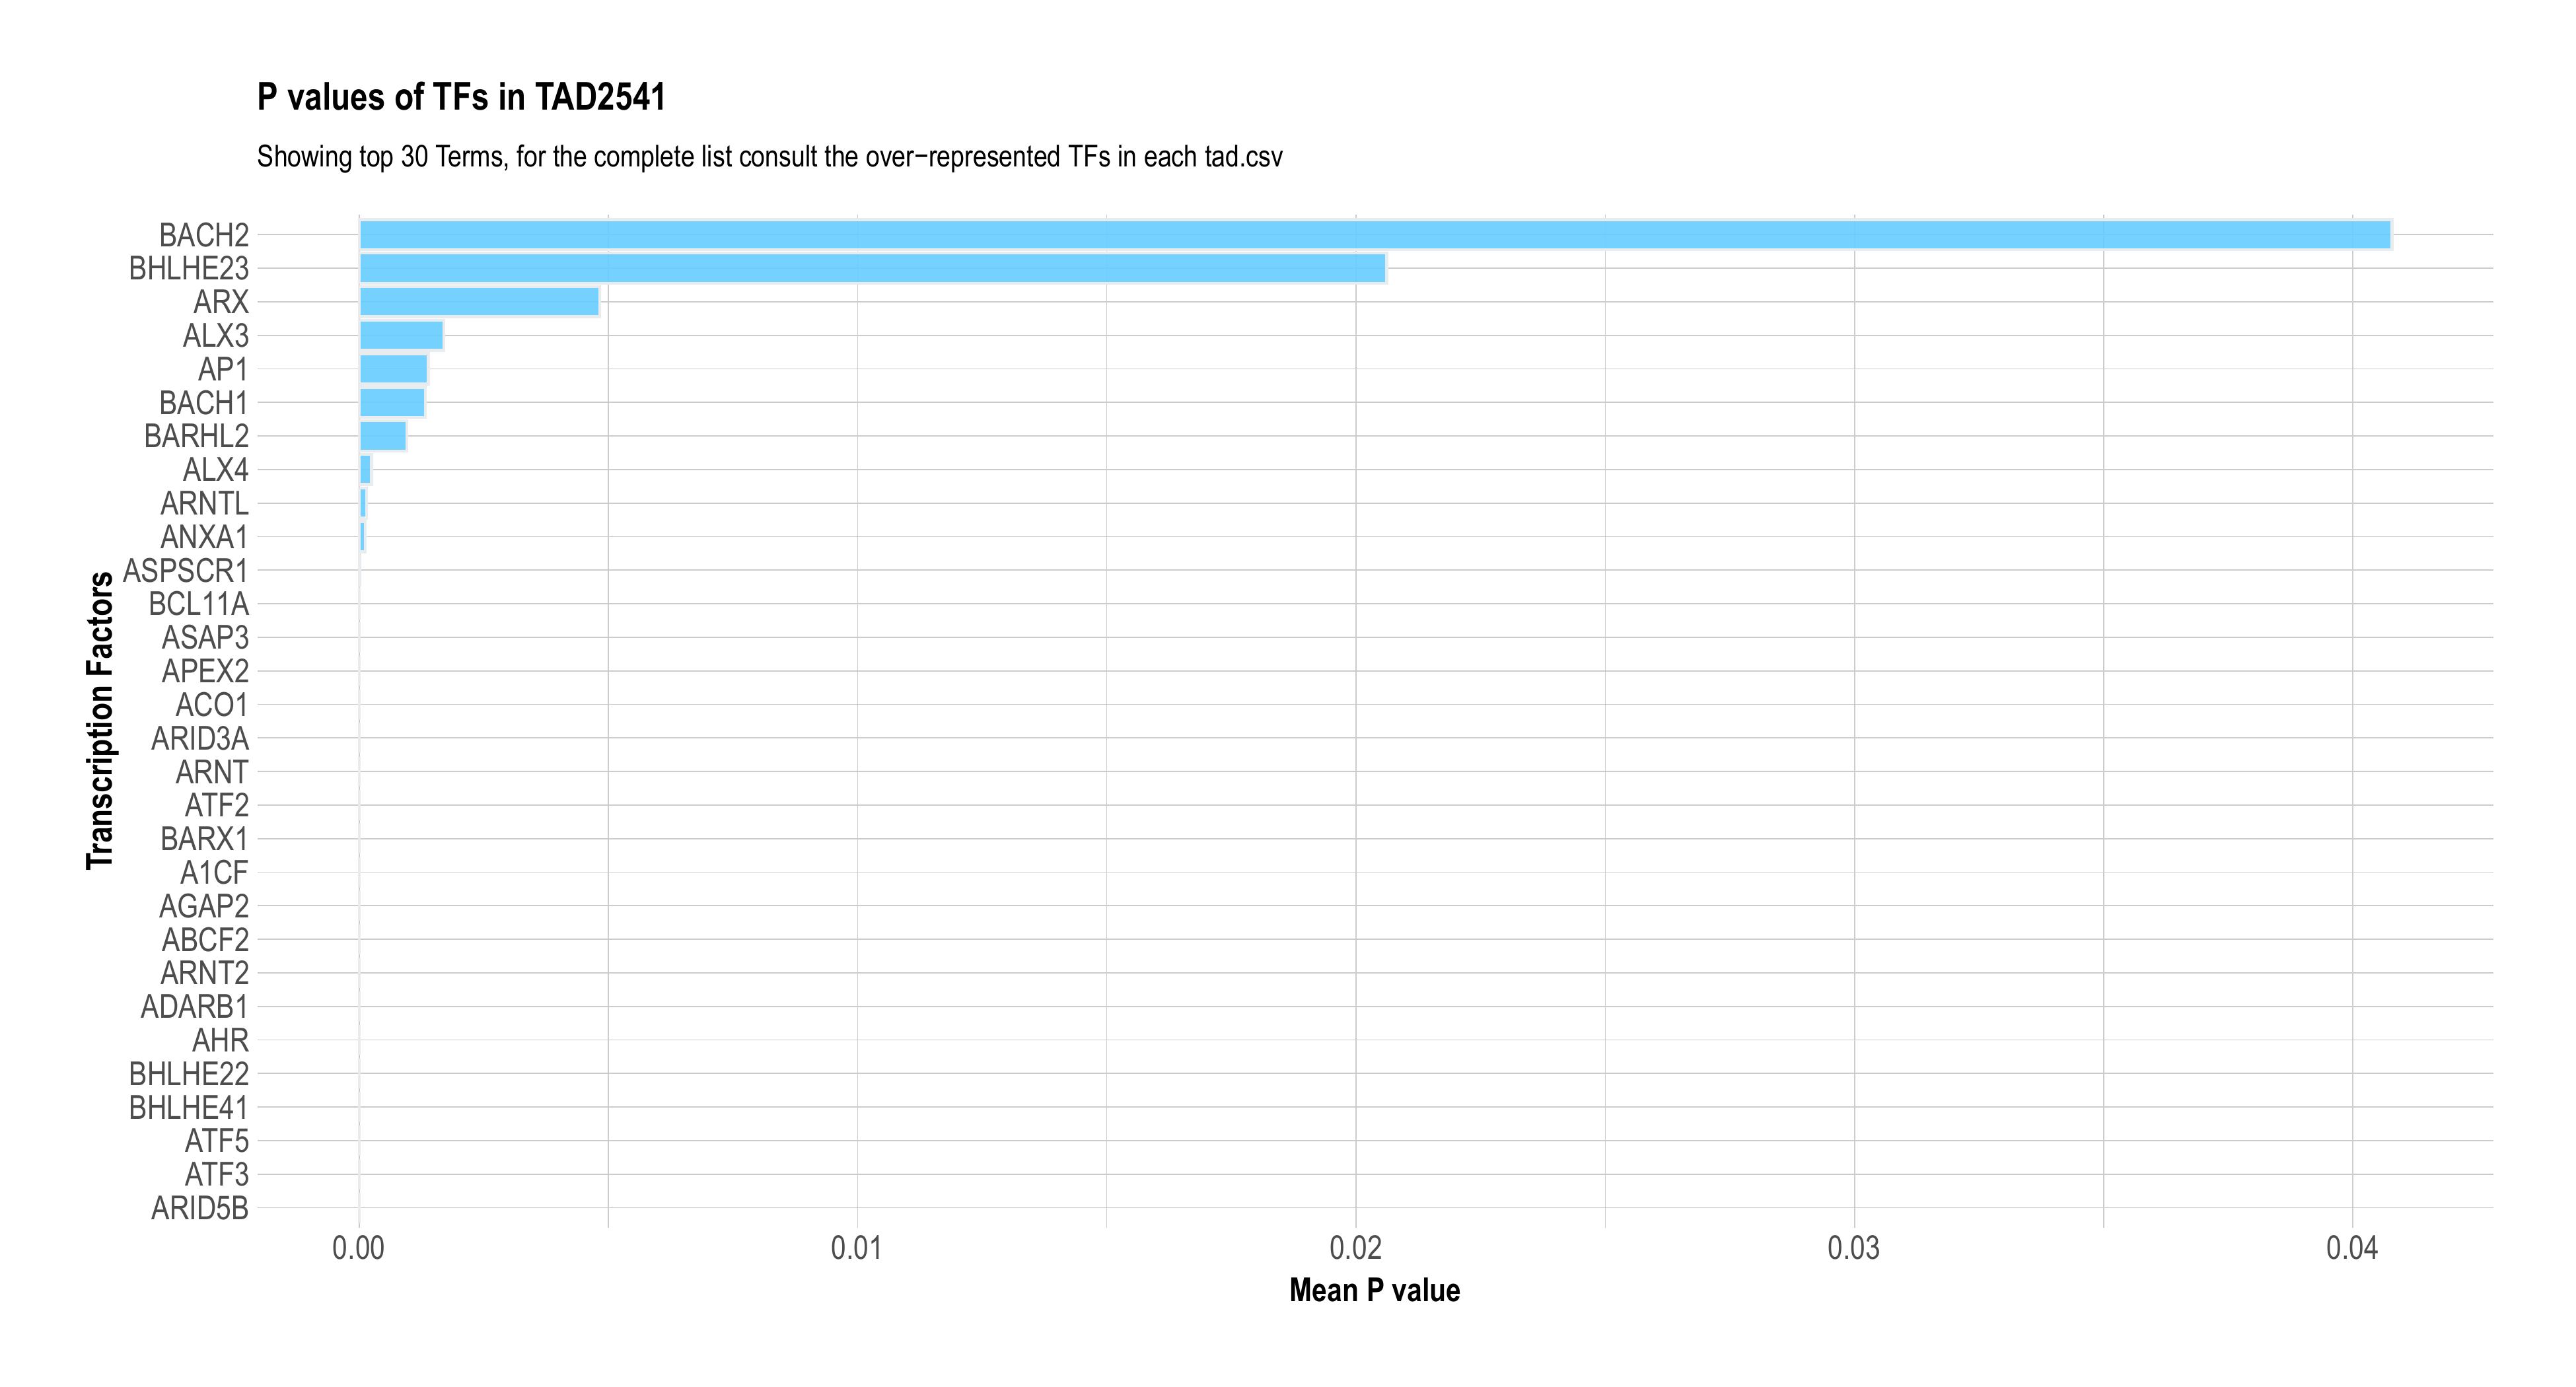 P values of TFs in TAD2541
Showing top 30 Terms, for the complete list consult the over−represented TFs in each tad.csv
Transcription Factors
BACH2
BHLHE23
ARX
ALX3
AP1
BACH1
BARHL2
ALX4
ARNTL
ANXA1
ASPSCR1
BCL11A
ASAP3
APEX2
ACO1
ARID3A
ARNT
ATF2
BARX1
A1CF
AGAP2
ABCF2
ARNT2
ADARB1
AHR
BHLHE22
BHLHE41
ATF5
ATF3
ARID5B
0.00 0.01 0.02 0.03 0.04
Mean P value